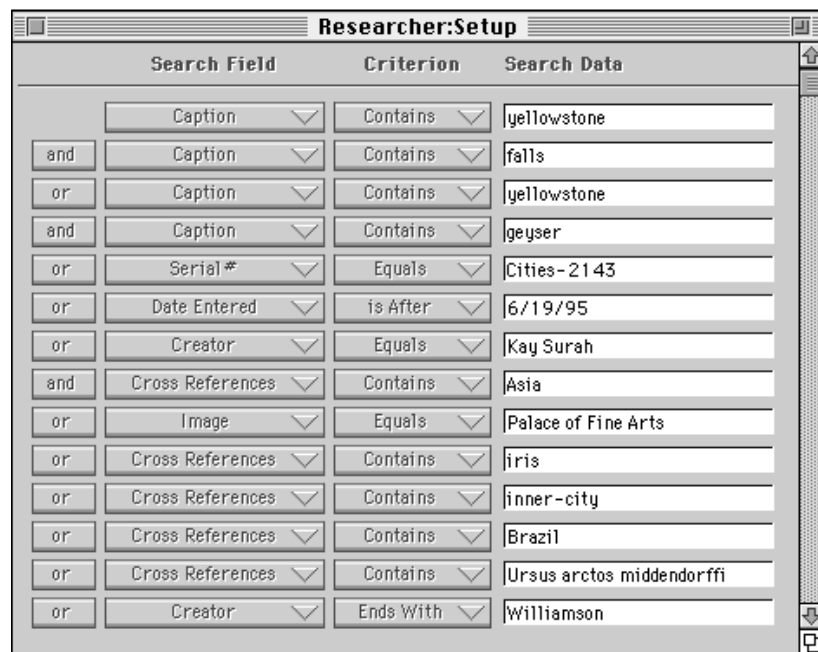 Researcher:Setup
Search Field Criterion Search Data
Caption Contains yellowstone
and Caption Contains falls
or Caption Contains yellowstone
and Caption Contains geyser
or Serial# Equals Cities-2143
or Date Entered is After 6/19/95
or Creator Equals Kay Surah
and Cross References Contains Asia
or Image Equals Palace of Fine Arts
or Cross References Contains iris
or Cross References Contains inner-city
or Cross References Contains Brazil
or Cross References Contains Ursus arctos middendorffi
or Creator Ends With Williamson